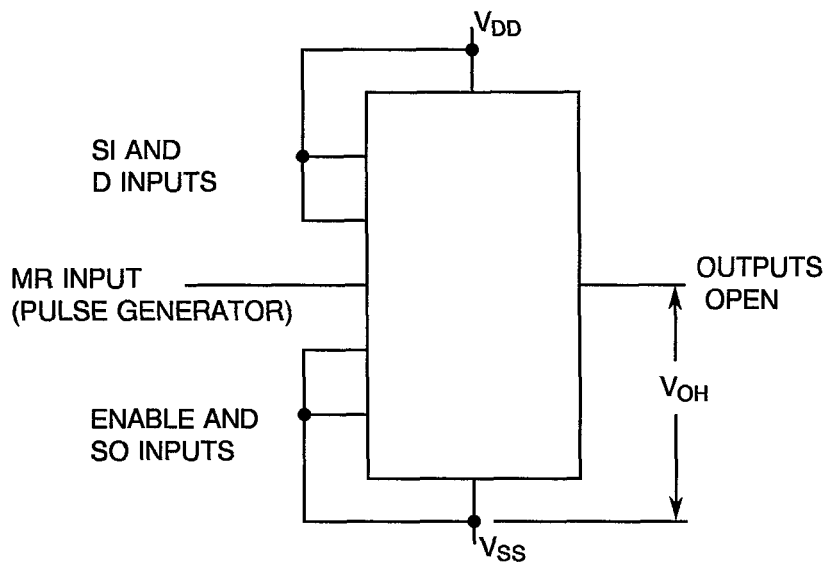 VDD
SI AND
D INPUTS
MR INPUT
(PULSE GENERATOR)
OUTPUTS
OPEN
VOH
ENABLE AND
SO INPUTS
VSS